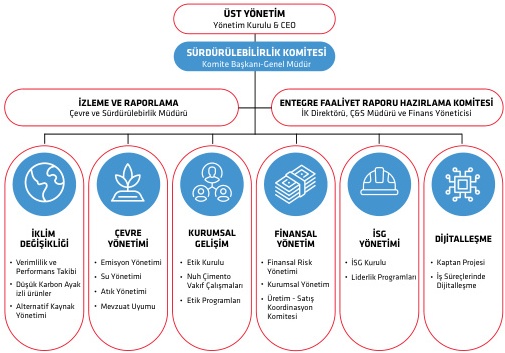 ÜST YÖNETİM
Yönetim Kurulu & CEO
SÜRDÜRÜLEBİLİRLİK KOMİTESİ
Komite Başkanı-Genel Müdür
İZLEME VE RAPORLAMA
Çevre ve Sürdürülebirlik Müdürü
ENTEGRE FAALİYET RAPORU HAZIRLAMA KOMİTESİ
İK Direktörü, Ç&S Müdürü ve Finans Yöneticisi
İKLİM
DEĞİŞİKLİĞİ
• Verimlilik ve
Performans Takibi
• Düşük Karbon Ayak
izli ürünler
• Alternatif Kaynak
Yönetimi
ÇEVRE
YÖNETİMİ
• Emisyon Yönetimi
• Su Yönetimi
• Atık Yönetimi
• Mevzuat Uyumu
KURUMSAL
GELİŞİM
• Etik Kurulu
• Nuh Çimento
Vakıf Çalışmaları
• Etik Programları
FİNANSAL
YÖNETİM
• Finansal Risk
Yönetimi
• Kurumsal Yönetim
• Üretim - Satış
Koordinasyon
Komitesi
İSG
YÖNETİMİ
• İSG Kurulu
• Liderlik Programları
DİJİTALLEŞME
• Kaptan Projesi
• İş Süreçlerinde
Dijitalleşme